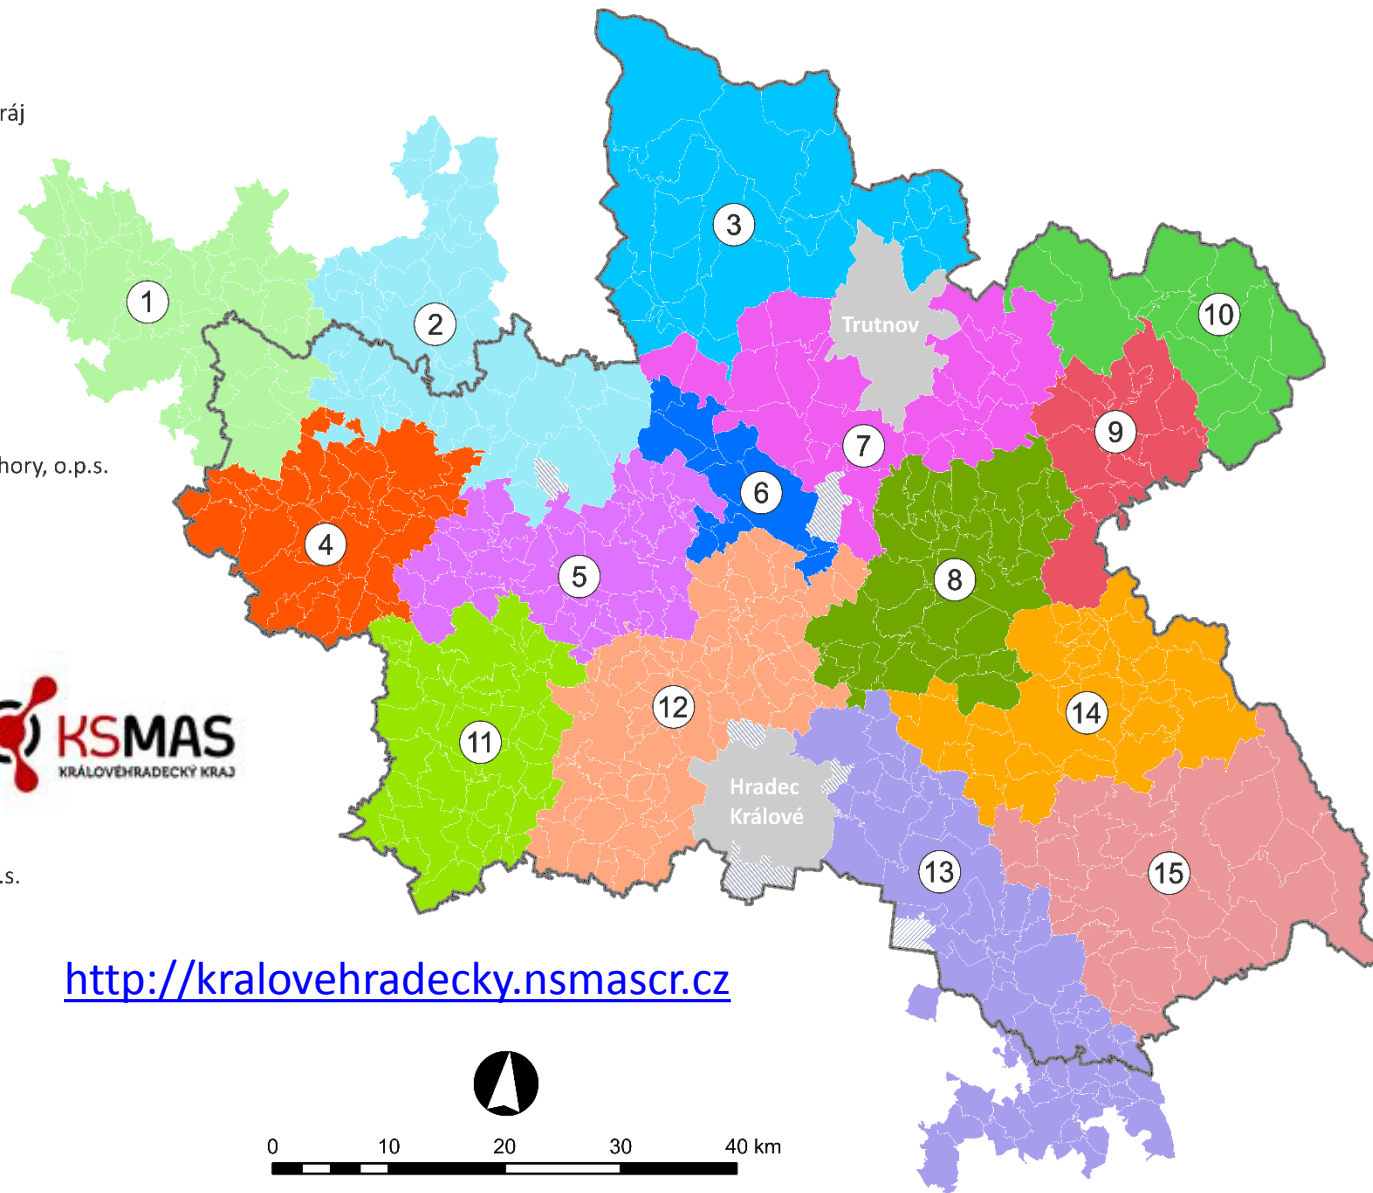 ráj
3
1
2
10
Trutnov
9
7
hory, o.p.s.
6
4
5
8
12
14
11
KSMAS
KRÁLOVÉHRADECKÝ KRAJ
Hradec
Králové
13
15
.s.
http://kralovehradecky.nsmascr.cz
0 10 20 30 40 km